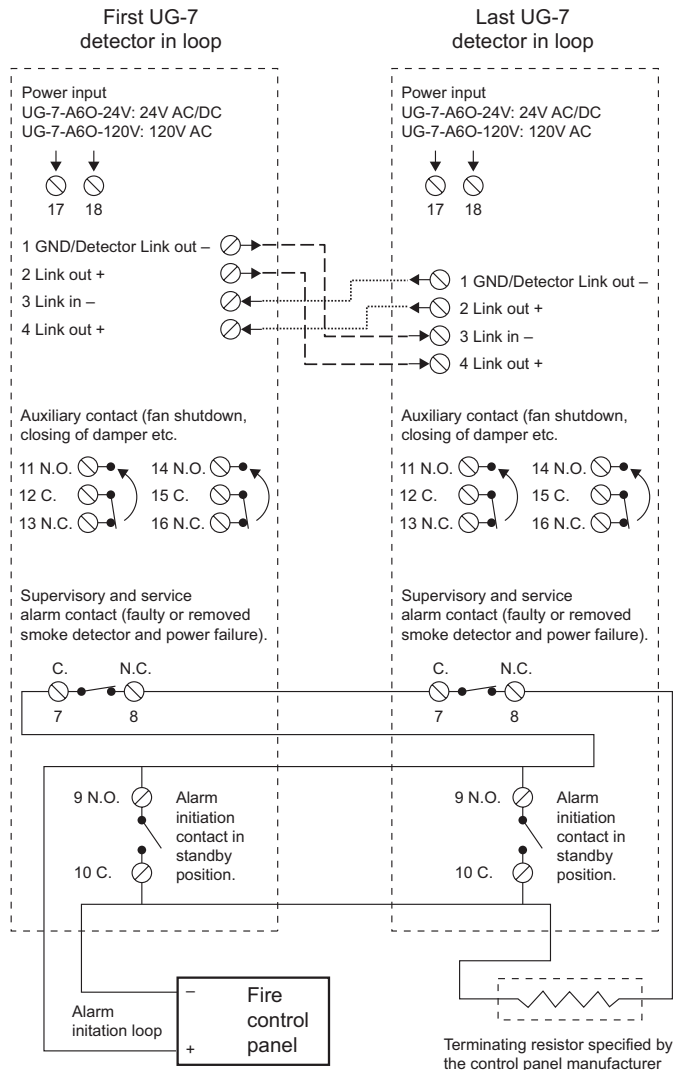 First UG-7
detector in loop
Last UG-7
detector in loop
Power input
UG-7-A6O-24V: 24V AC/DC
UG-7-A6O-120V: 120V AC
17 18
1 GND/Detector Link out –
2 Link out +
3 Link in –
4 Link out +
Auxiliary contact (fan shutdown,
closing of damper etc.
11 N.O. 14 N.O.
12 C. 15 C.
13 N.C. 16 N.C.
Supervisory and service
alarm contact (faulty or removed
smoke detector and power failure).
C. N.C.
7 8
9 N.O.
Alarm
initiation
contact in
standby
position.
10 C.
Power input
UG-7-A6O-24V: 24V AC/DC
UG-7-A6O-120V: 120V AC
17 18
1 GND/Detector Link out –
2 Link out +
3 Link in –
4 Link out +
Auxiliary contact (fan shutdown,
closing of damper etc.
11 N.O. 14 N.O.
12 C. 15 C.
13 N.C. 16 N.C.
Supervisory and service
alarm contact (faulty or removed
smoke detector and power failure).
C. N.C.
7 8
9 N.O.
Alarm
initiation
contact in
standby
position.
10 C.
Alarm
initation loop
–
+
Fire
control
panel
Terminating resistor specified by
the control panel manufacturer